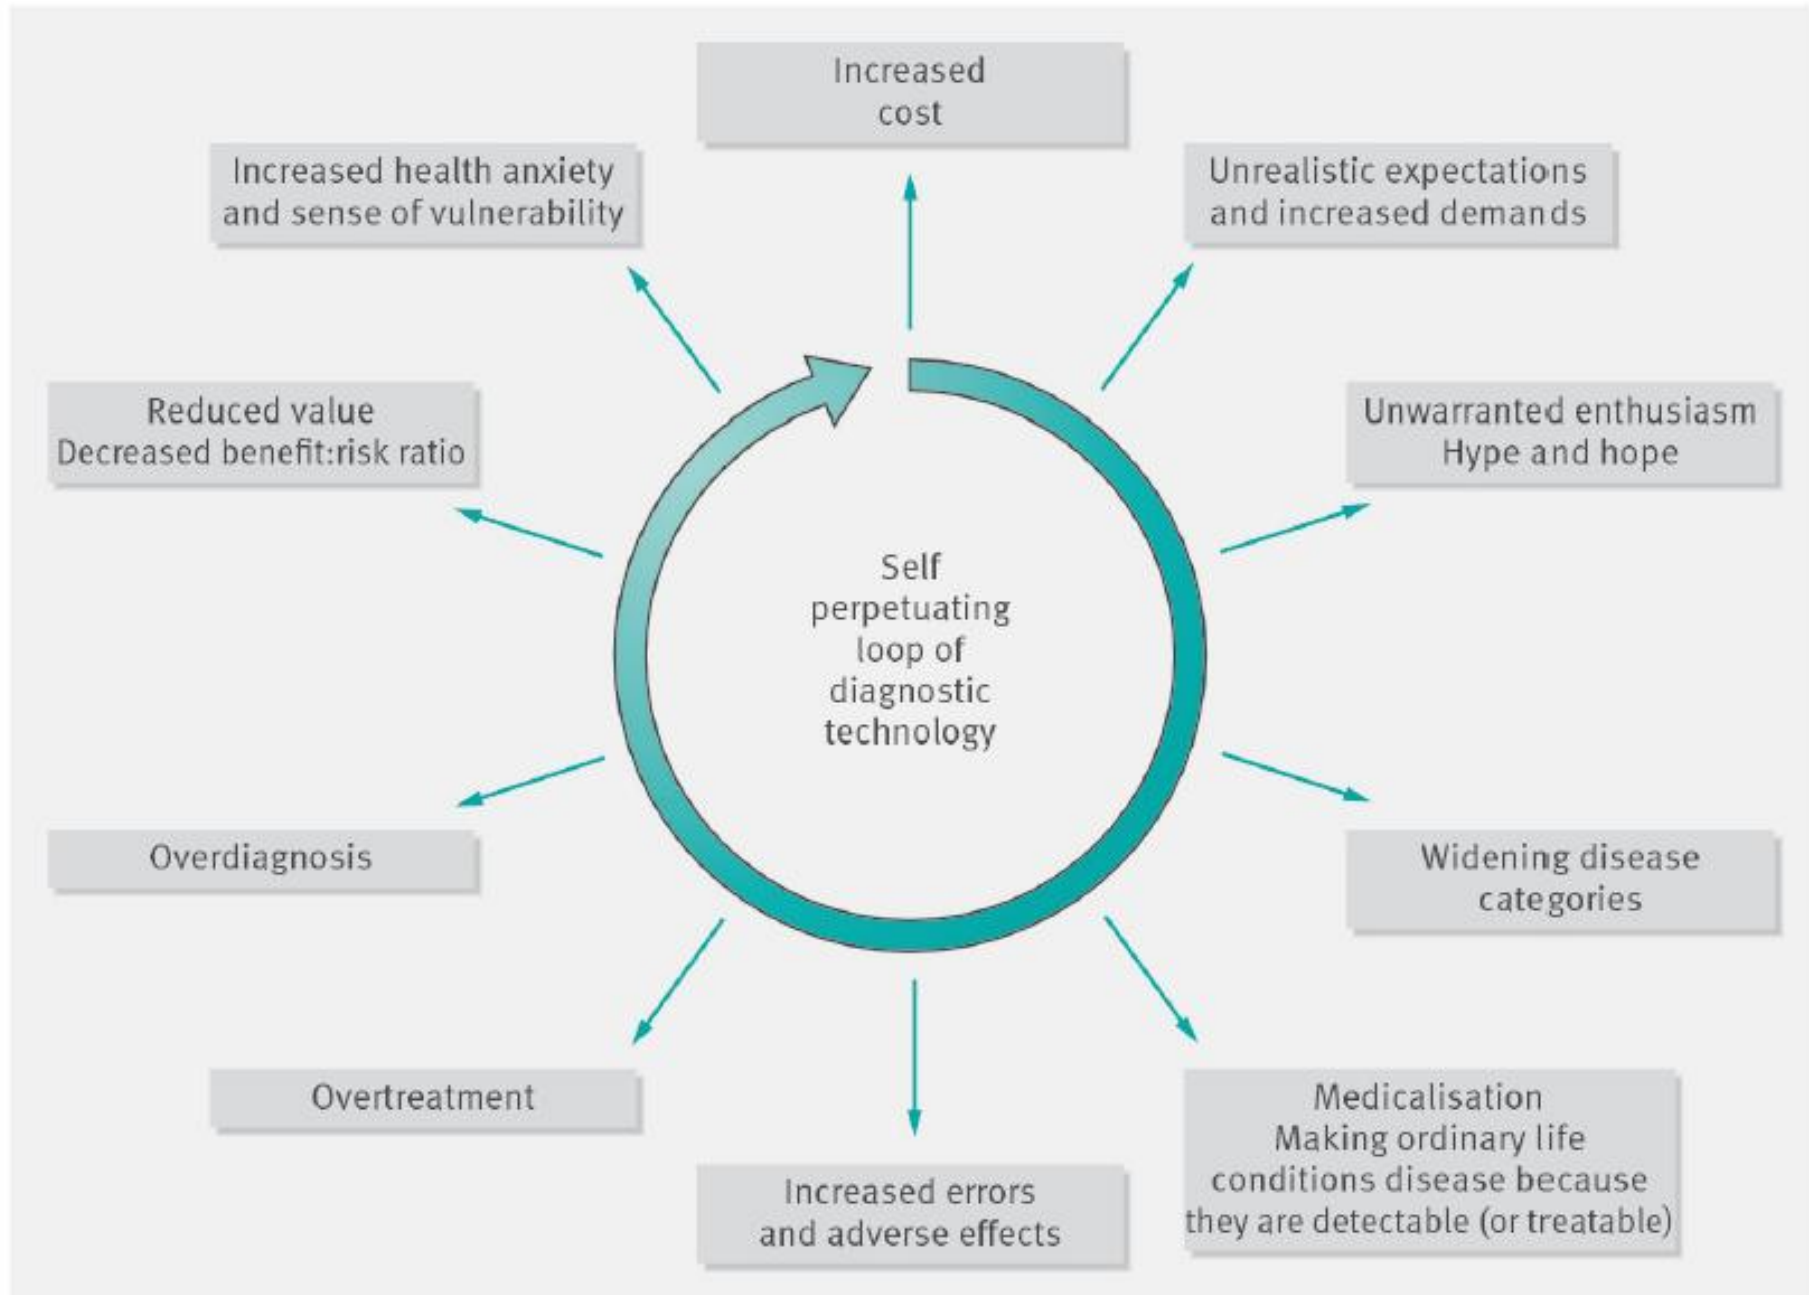 Increased
cost
Unrealistic expectations
and increased demands
Unwarranted enthusiasm
Hype and hope
Widening disease
categories
Medicalisation
Making ordinary life
conditions disease because
they are detectable (or treatable)
Increased errors
and adverse effects
Overtreatment
Overdiagnosis
Reduced value
Decreased benefit:risk ratio
Increased health anxiety
and sense of vulnerability
Self
perpetuating
loop of
diagnostic
technology